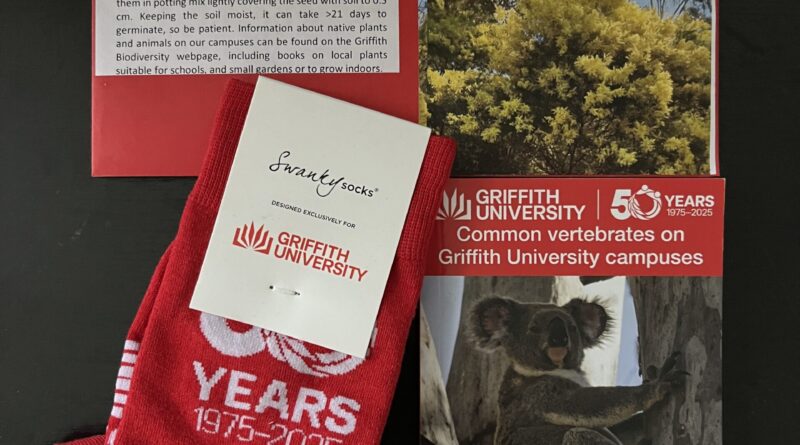 them in potting mix lightly covering the seed with soil to 0.5
cm. Keeping the soil moist, it can take >21 days to
germinate, so be patient. Information about native plants
and animals on our campuses can be found on the Griffith
Biodiversity webpage, including books on local plants
suitable for schools, and small gardens or to grow indoors.
Swanky socks®
DESIGNED EXCLUSIVELY FOR
GRIFFITH
UNIVERSITY
YEARS
1975-2025
GRIFFITH
UNIVERSITY
50 YEARS
1975-2025
Common vertebrates on
Griffith University campuses